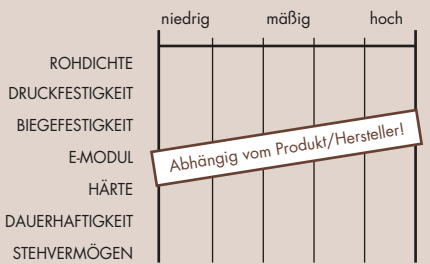 niedrig mäßig hoch
ROHDICHTE
DRUCKFESTIGKEIT
BIEGEFESTIGKEIT
E-MODUL
Abhängig vom Produkt/Hersteller!
HÄRTE
DAUERHAFTIGKEIT
STEHVERMÖGEN